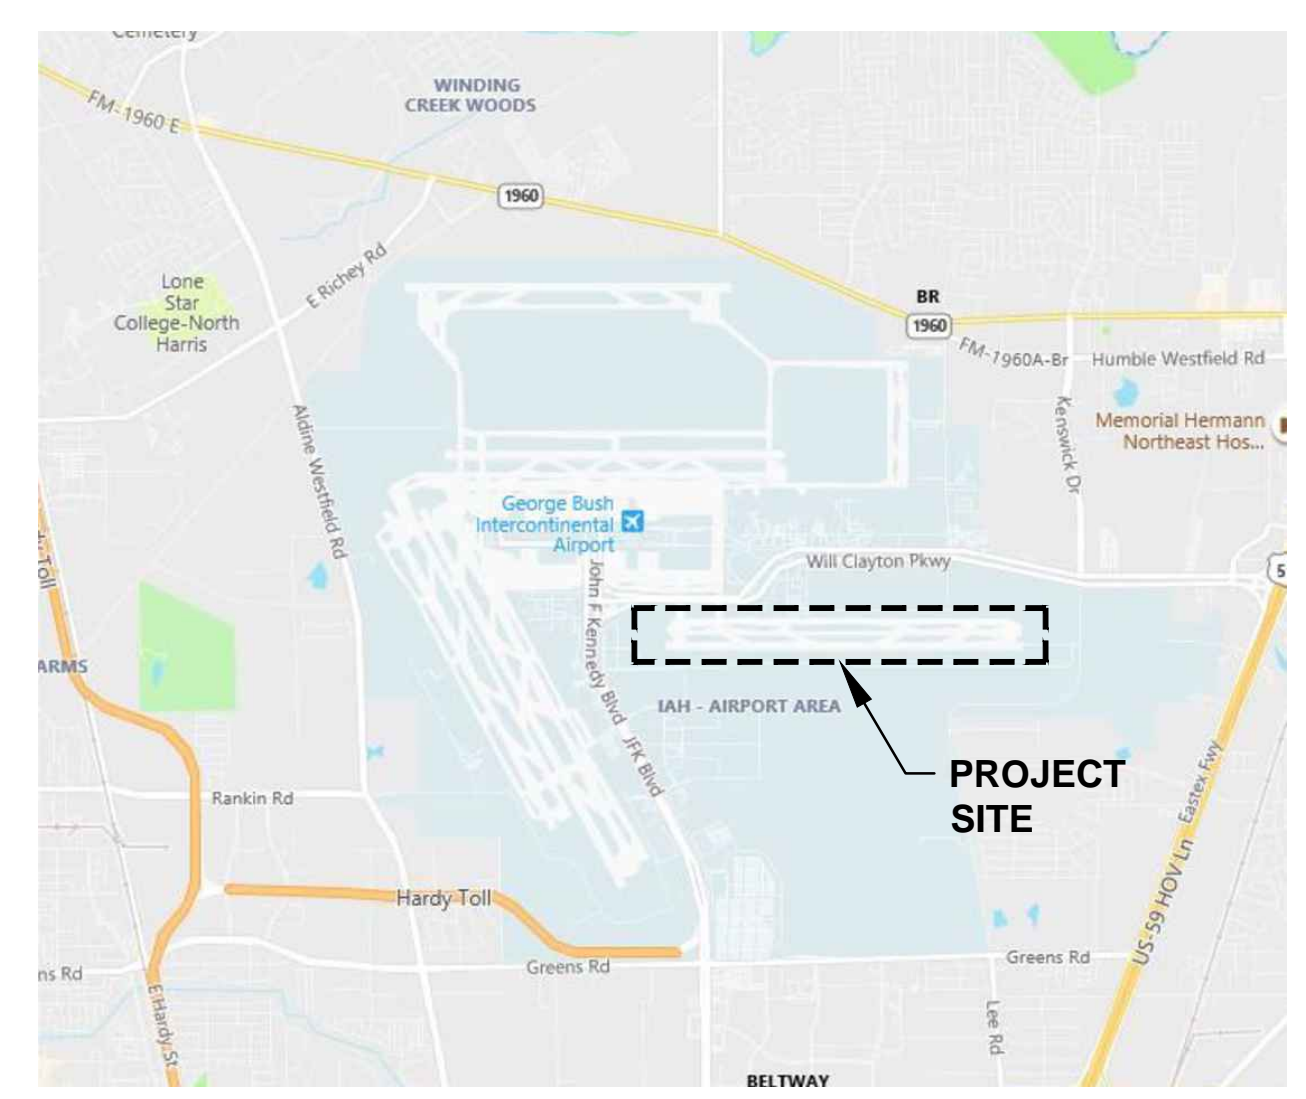 Cemetery
WINDING
CREEK WOODS
FM-1960 E
1960
E Richey Rd
Lone
Star
College-North
Harris
BR
1960
FM-1960A-Br
Humble Westfield Rd
Kenswick Dr
Memorial Hermann
Northeast Hos...
Aldine Westfield Rd
George Bush
Intercontinental
Airport
Will Clayton Pkwy
5
Toll
John F Kennedy Blvd
ARMS
IAH - AIRPORT AREA
JFK Blvd
PROJECT
SITE
Eastex Fwy
Rankin Rd
US-59 HOV Ln
Hardy Toll
Greens Rd
Greens Rd
ns Rd
E Hardy St
Lee Rd
BELTWAY